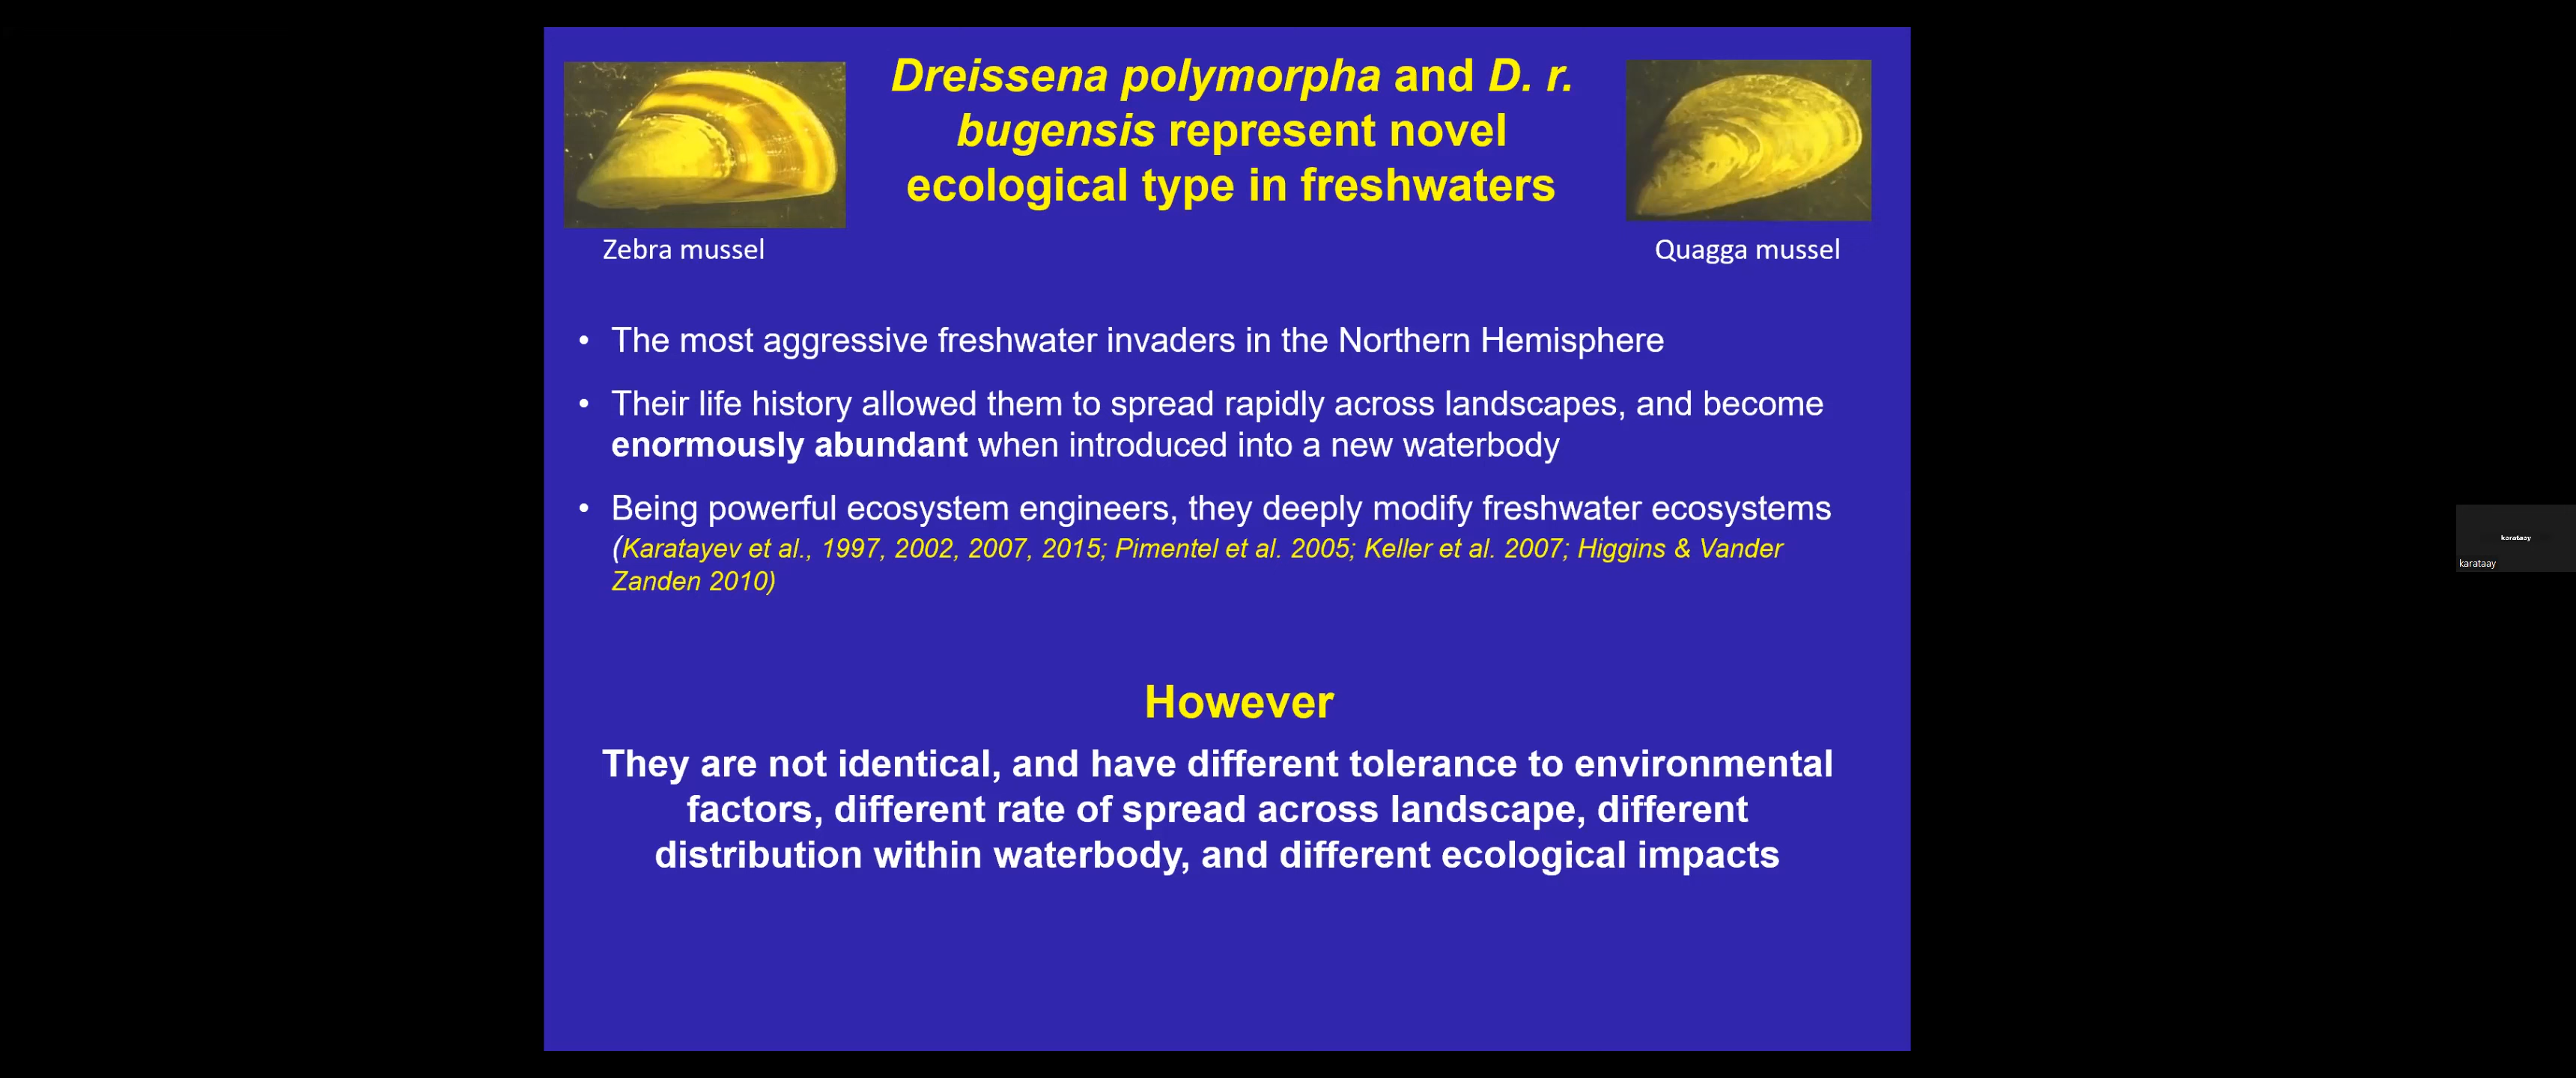 Dreissena polymorpha and D. r.
bugensis represent novel
ecological type in freshwaters
Zebra mussel
Quagga mussel
• The most aggressive freshwater invaders in the Northern Hemisphere
• Their life history allowed them to spread rapidly across landscapes, and become
enormously abundant when introduced into a new waterbody
• Being powerful ecosystem engineers, they deeply modify freshwater ecosystems
(Karatayev et al., 1997, 2002, 2007, 2015; Pimentel et al. 2005; Keller et al. 2007; Higgins & Vander
Zanden 2010)
However
They are not identical, and have different tolerance to environmental
factors, different rate of spread across landscape, different
distribution within waterbody, and different ecological impacts
karataay
karataay